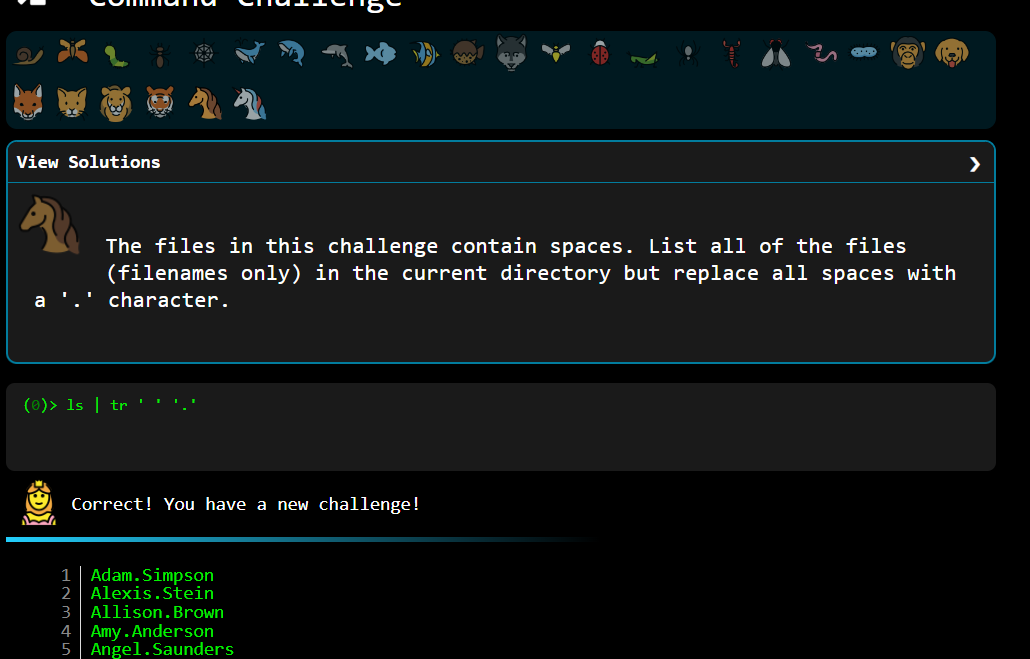 Command Challenge
View Solutions ❯
The files in this challenge contain spaces. List all of the files
(filenames only) in the current directory but replace all spaces with
a '.' character.
(0)> ls | tr ' ' '.'
Correct! You have a new challenge!
1 Adam.Simpson
2 Alexis.Stein
3 Allison.Brown
4 Amy.Anderson
5 Angel.Saunders